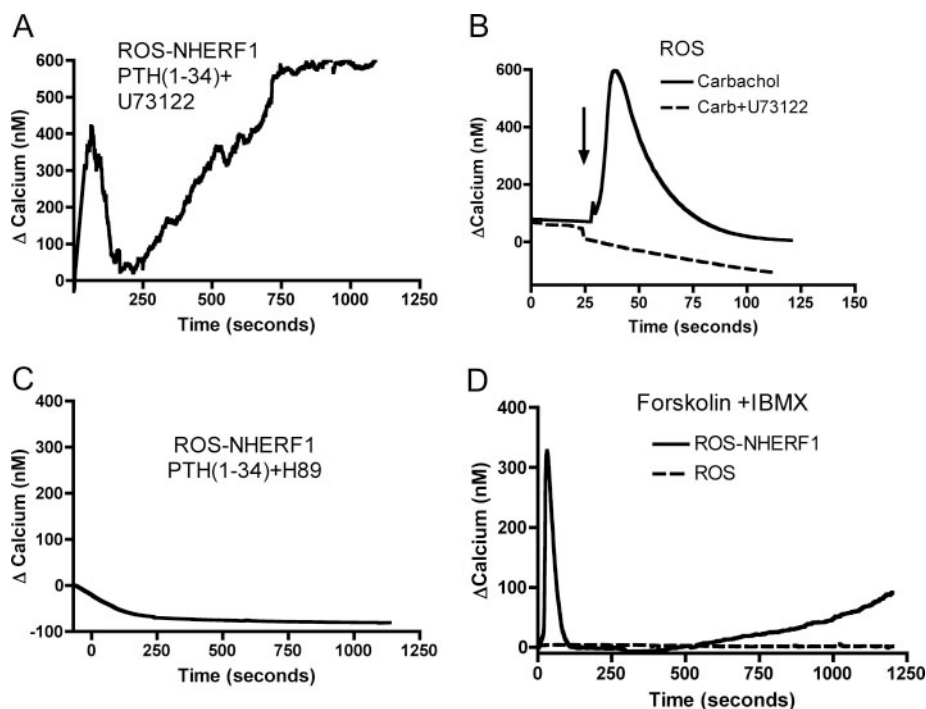 A
ROS-NHERF1
PTH(1-34)+
U73122
600
500
400
300
200
100
0
250
500
750
1000
1250
Time (seconds)
Δ Calcium (nM)
B
ROS
Carbachol
Carb+U73122
600
400
200
0
0
25
50
75
100
125
150
Time (seconds)
ΔCalcium (nM)
C
ROS-NHERF1
PTH(1-34)+H89
400
300
200
100
0
-100
0
250
500
750
1000
1250
Time (seconds)
Δ Calcium (nM)
D
Forskolin +IBMX
ROS-NHERF1
ROS
400
300
200
100
0
0
250
500
750
1000
1250
Time (seconds)
ΔCalcium (nM)